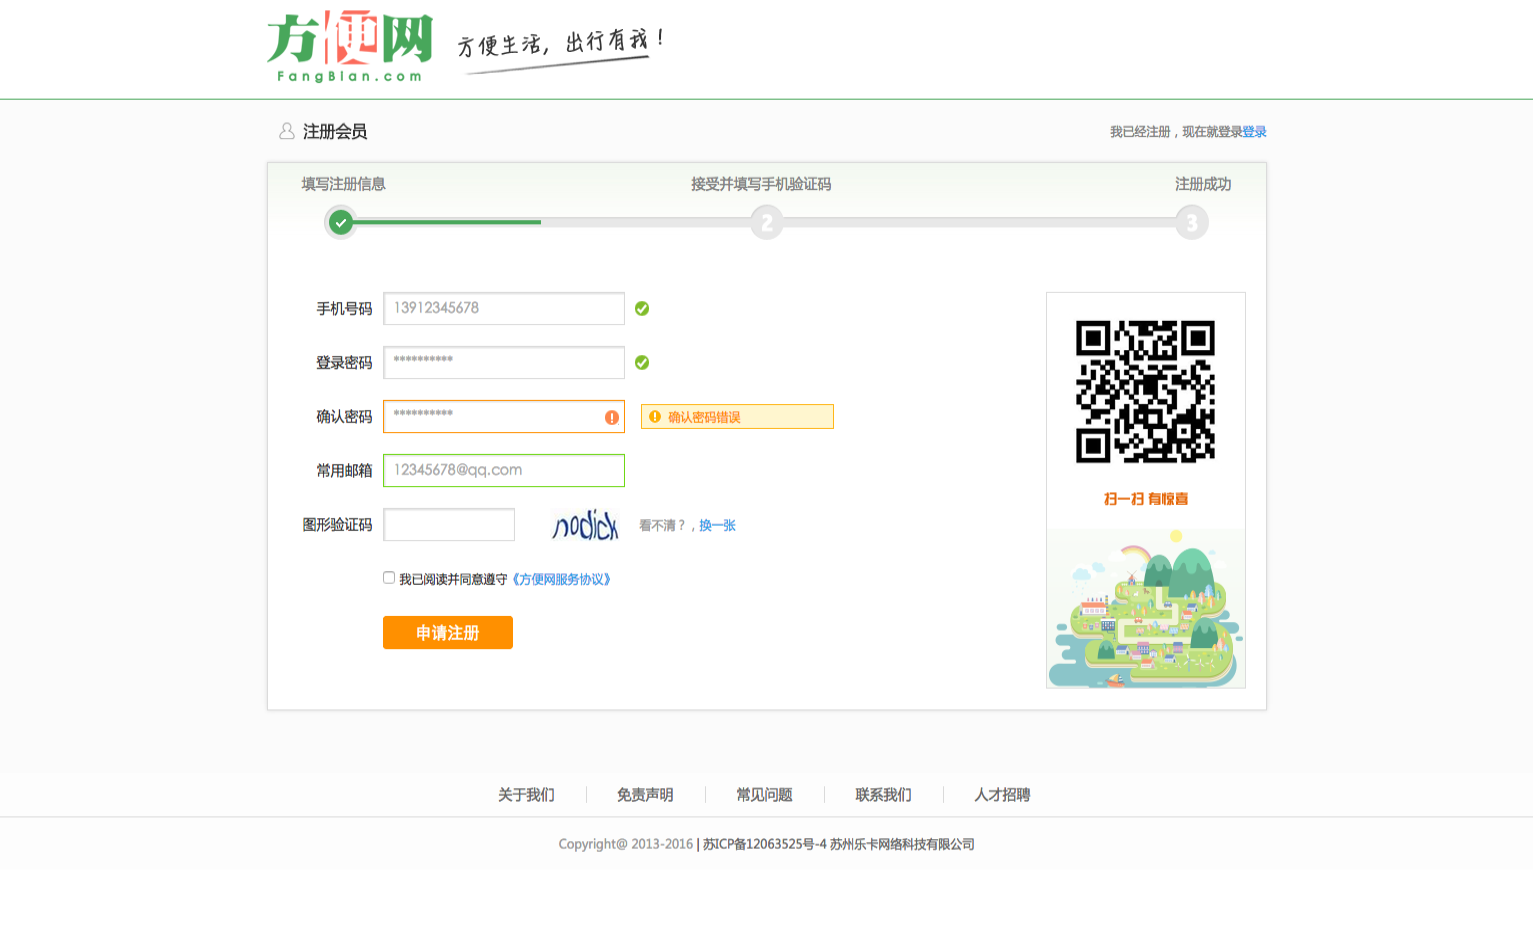 方便网
FangBian.com
方便生活，出行有我！
注册会员
我已经注册，现在就登录登录
填写注册信息
接受并填写手机验证码
注册成功
2
3
手机号码
13912345678
登录密码
**********
确认密码
**********
确认密码错误
常用邮箱
12345678@qq.com
图形验证码
nodick
看不清？，换一张
我已阅读并同意遵守《方便网服务协议》
申请注册
扫一扫 有惊喜
关于我们
免责声明
常见问题
联系我们
人才招聘
Copyright@ 2013-2016 | 苏ICP备12063525号-4 苏州乐卡网络科技有限公司